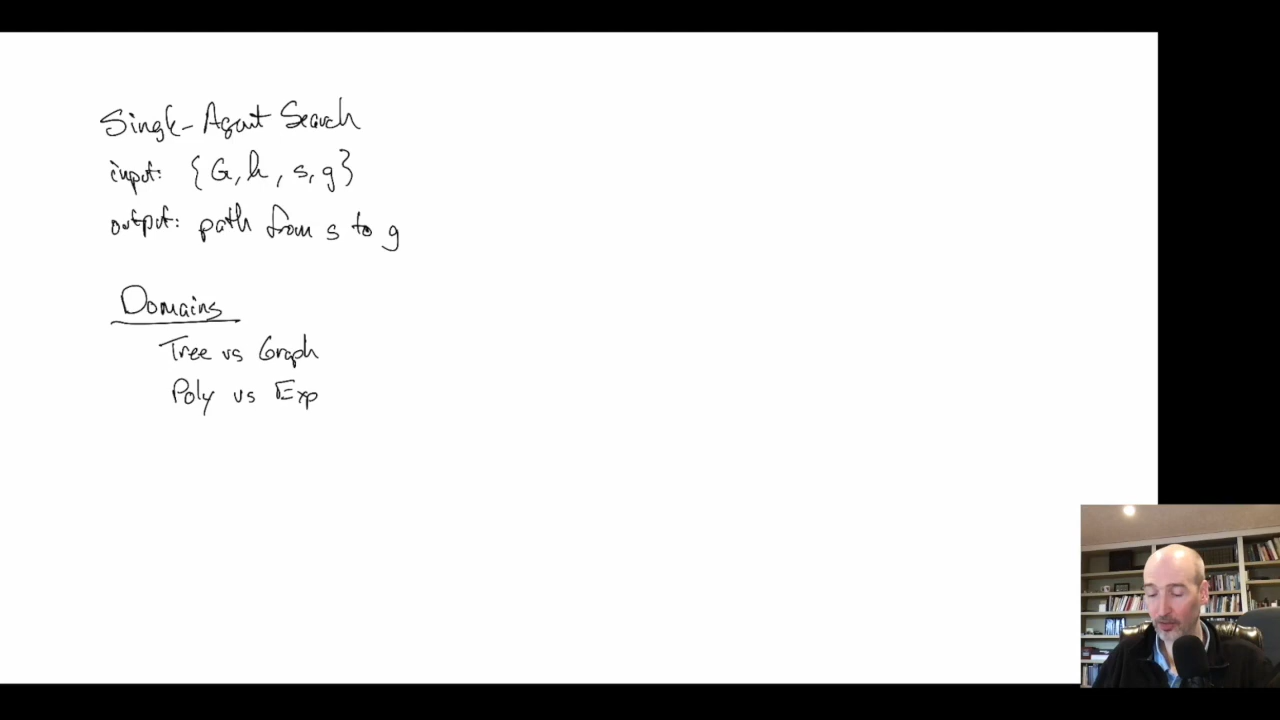 Single-Agent Search
input: {G, h, s, g}
output: path from s to g
Domains
Tree vs Graph
Poly vs Exp